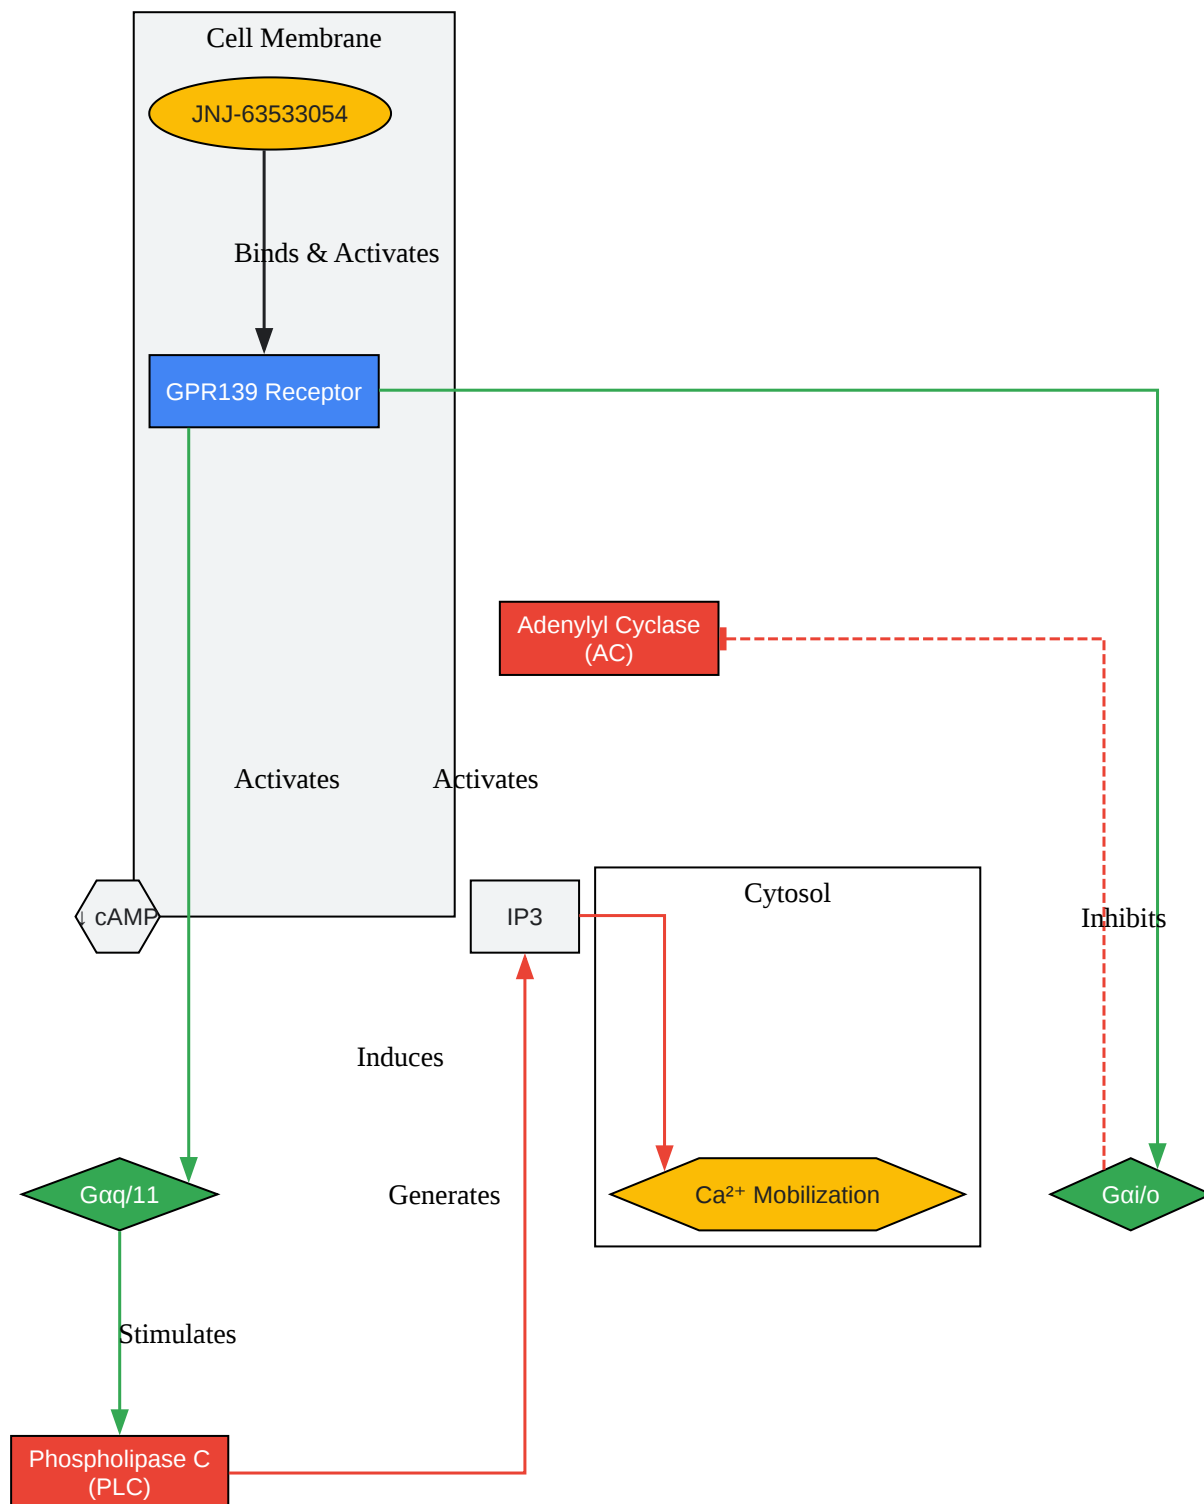 Cell Membrane
JNJ-63533054
Binds & Activates
GPR139 Receptor
Adenylyl Cyclase
(AC)
Activates
Activates
↓ cAMP
IP3
Cytosol
Inhibits
Induces
Gαq/11
Generates
Ca²⁺ Mobilization
Gαi/o
Stimulates
Phospholipase C
(PLC)